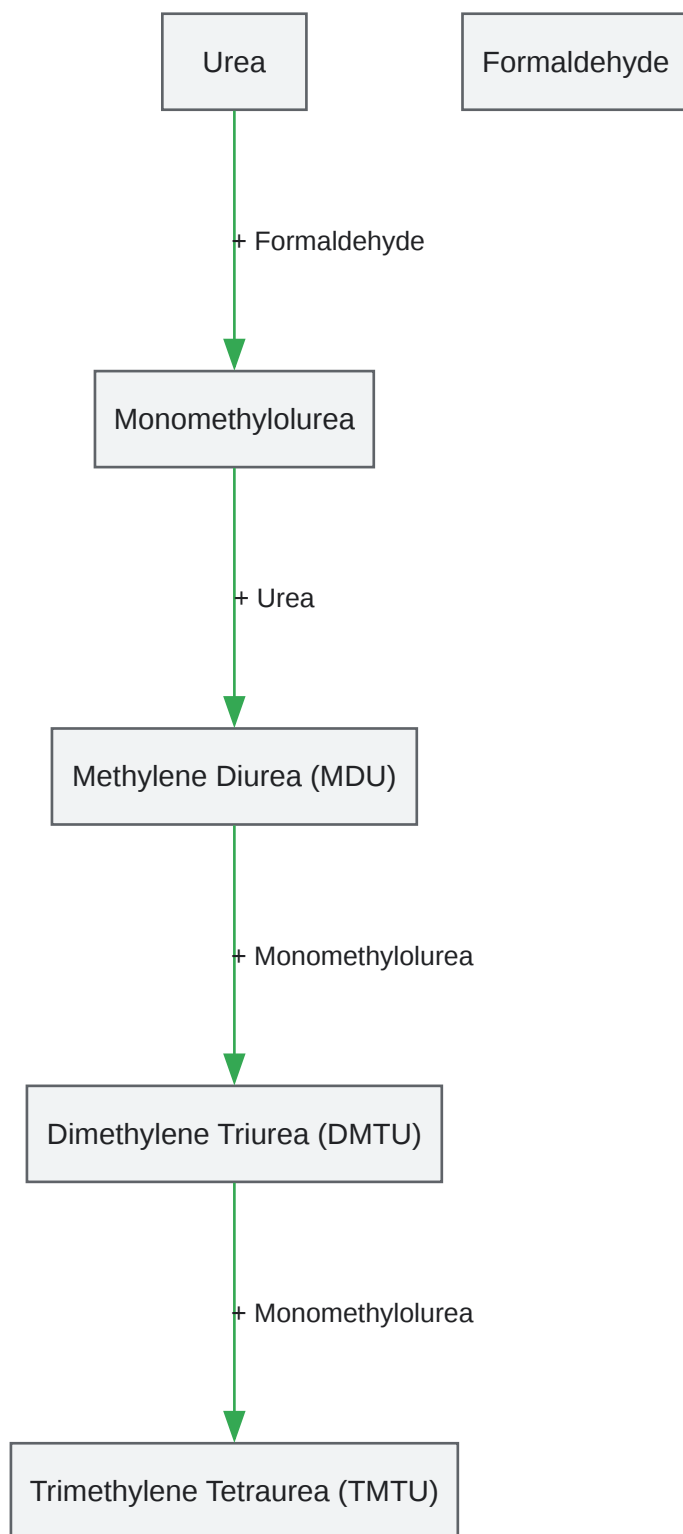 Urea
Formaldehyde
+ Formaldehyde
Monomethylolurea
+ Urea
Methylene Diurea (MDU)
+ Monomethylolurea
Dimethylene Triurea (DMTU)
+ Monomethylolurea
Trimethylene Tetraurea (TMTU)